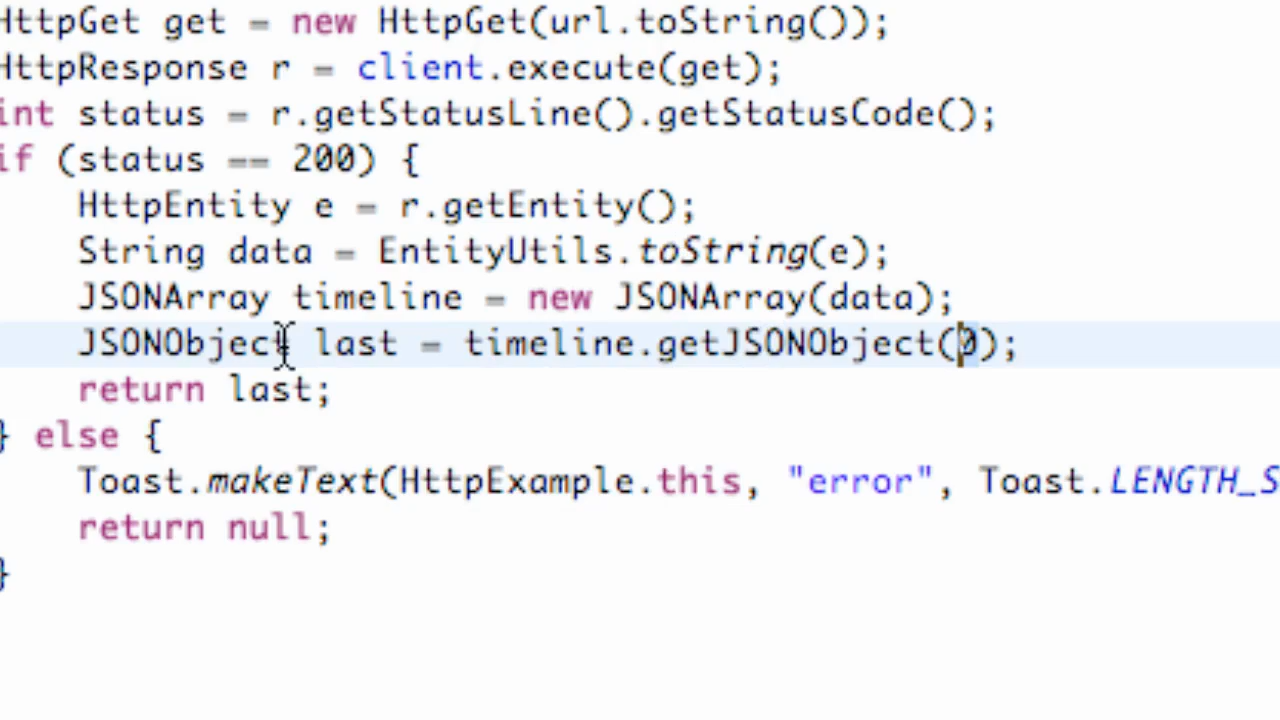 HttpGet get = new HttpGet(url.toString());
HttpResponse r = client.execute(get);
int status = r.getStatusLine().getStatusCode();
if (status == 200) {
HttpEntity e = r.getEntity();
String data = EntityUtils.toString(e);
JSONArray timeline = new JSONArray(data);
JSONObject last = timeline.getJSONObject(0);
return last;
} else {
Toast.makeText(HttpExample.this, "error", Toast.LENGTH_S
return null;
}